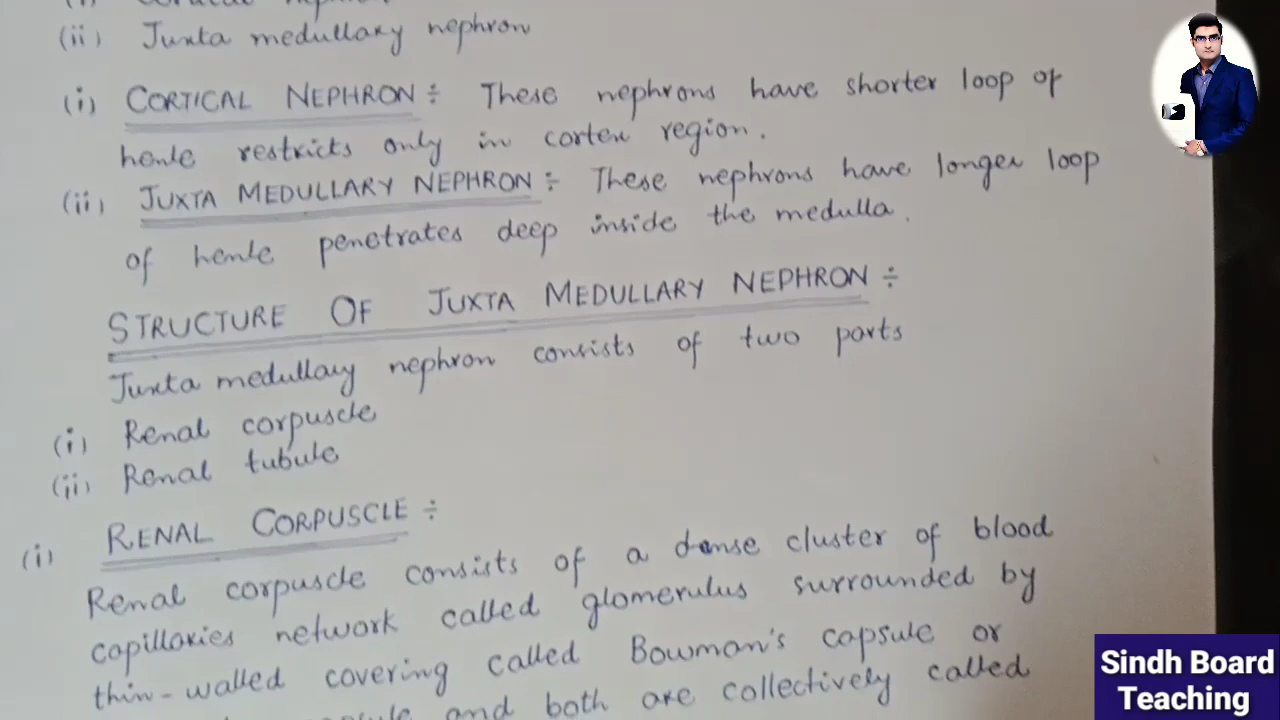 (ii) Juxta medullary nephron
(i) CORTICAL NEPHRON ÷ These nephrons have shorter loop of
henle restricts only in cortex region.
(ii) JUXTA MEDULLARY NEPHRON ÷ These nephrons have longer loop
of henle penetrates deep inside the medulla.
STRUCTURE OF JUXTA MEDULLARY NEPHRON ÷
Juxta medullary nephron consists of two parts
(i) Renal corpuscle
(ii) Renal tubule
(i) RENAL CORPUSCLE ÷
Renal corpuscle consists of a dense cluster of blood
capillaries network called glomerulus surrounded by
thin-walled covering called Bowman's capsule or
and both are collectively called
Sindh Board
Teaching